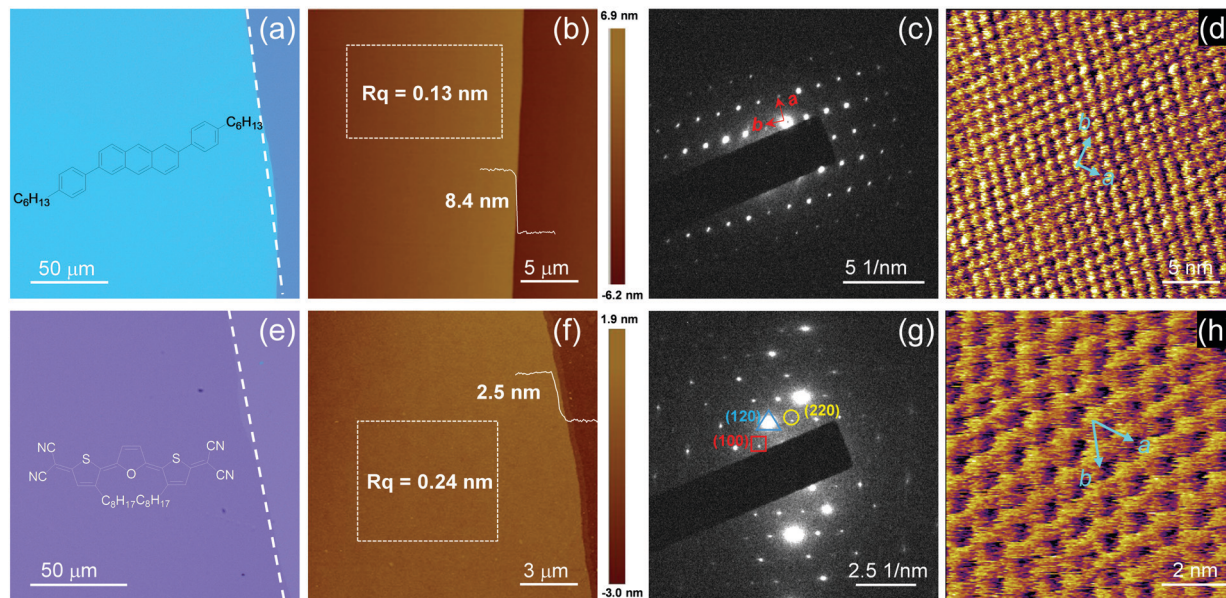 (a)
C6H13
C6H13
50 μm
(b)
Rq = 0.13 nm
8.4 nm
5 μm
6.9 nm
-6.2 nm
(c)
a
b
5 1/nm
(d)
b
a
5 nm
(e)
NC
CN
S
S
O
NC
CN
C8H17C8H17
50 μm
(f)
2.5 nm
Rq = 0.24 nm
3 μm
1.9 nm
-3.0 nm
(g)
(120)
(220)
(100)
2.5 1/nm
(h)
a
b
2 nm